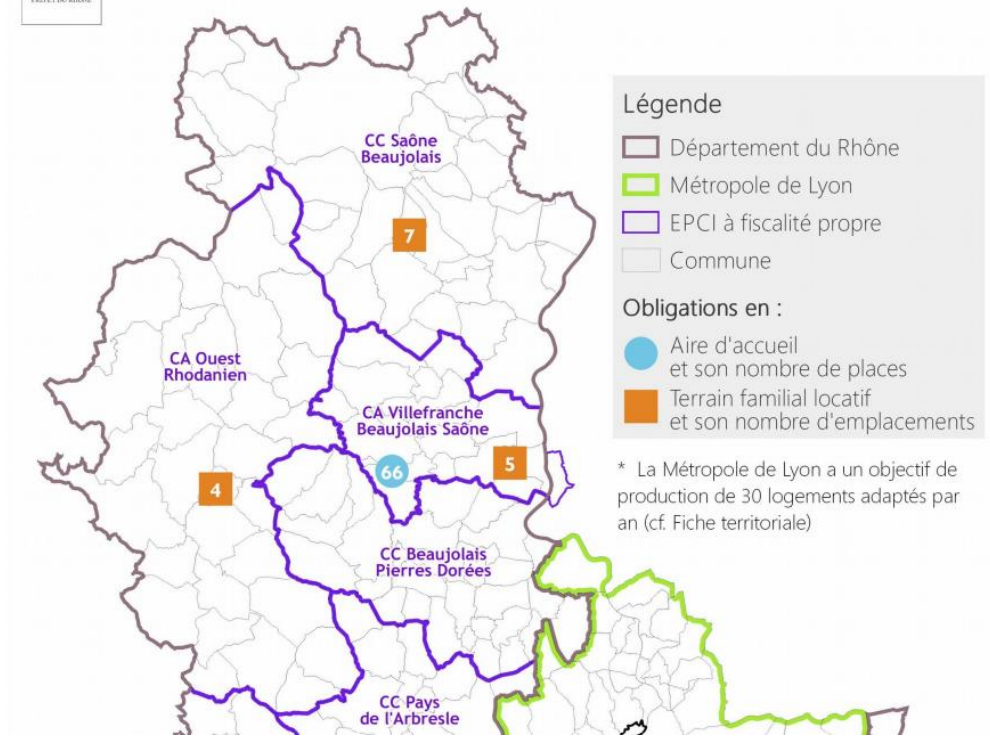 PRÉFET DU RHÔNE
CC Saône
Beaujolais
7
CA Ouest
Rhodanien
CA Villefranche
Beaujolais Saône
66
5
4
CC Beaujolais
Pierres Dorées
CC Pays
de l'Arbresle
Légende
Département du Rhône
Métropole de Lyon
EPCI à fiscalité propre
Commune
Obligations en :
Aire d'accueil
et son nombre de places
Terrain familial locatif
et son nombre d'emplacements
* La Métropole de Lyon a un objectif de
production de 30 logements adaptés par
an (cf. Fiche territoriale)